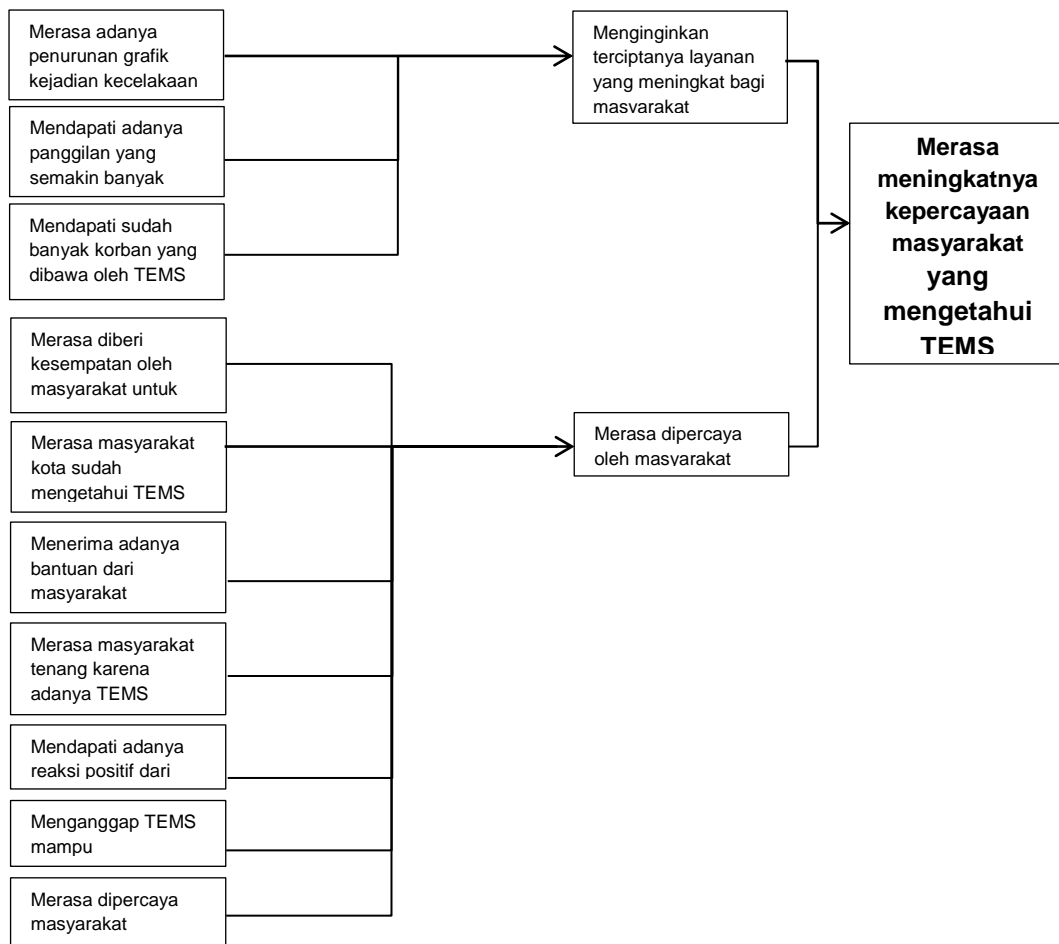 Merasa adanya
penurunan grafik
kejadian kecelakaan
Mendapati adanya
panggilan yang
semakin banyak
Mendapati sudah
banyak korban yang
dibawa oleh TEMS
Merasa diberi
kesempatan oleh
masyarakat untuk
Merasa masyarakat
kota sudah
mengetahui TEMS
Menerima adanya
bantuan dari
masyarakat
Merasa masyarakat
tenang karena
adanya TEMS
Mendapati adanya
reaksi positif dari
Menganggap TEMS
mampu
Merasa dipercaya
masyarakat
Menginginkan
terciptanya layanan
yang meningkat bagi
masyarakat
Merasa dipercaya
oleh masyarakat
Merasa
meningkatnya
kepercayaan
masyarakat
yang
mengetahui
TEMS